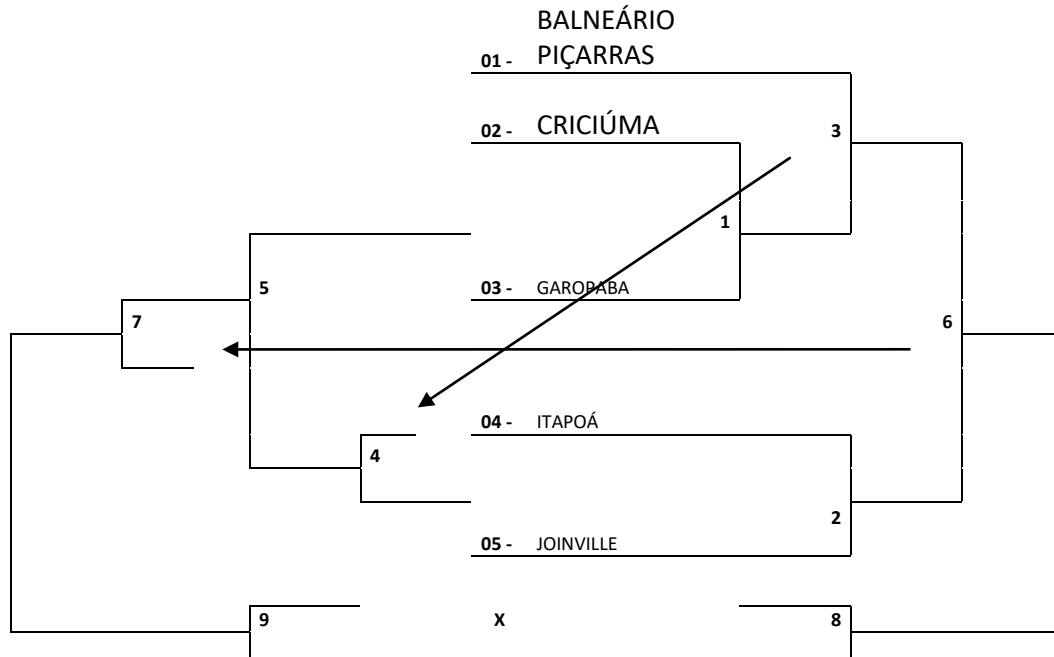 BALNEÁRIO
01 - PIÇARRAS
02 - CRICIÚMA
3
1
5
03 - GAROPABA
7
6
04 - ITAPOÁ
4
2
05 - JOINVILLE
9 X 8